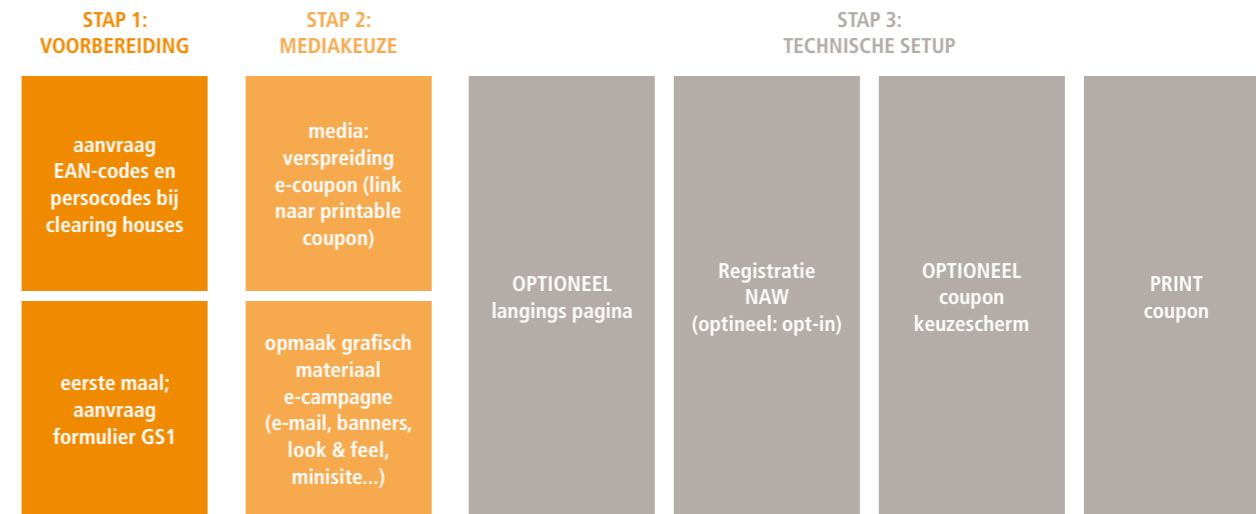 STAP 1:
VOORBEREIDING
STAP 2:
MEDIAKEUZE
STAP 3:
TECHNISCHE SETUP
aanvraag
EAN-codes en
persocodes bij
clearing houses
eerste maal;
aanvraag
formulier GS1
media:
verspreiding
e-coupon (link
naar printable
coupon)
opmaak grafisch
materiaal
e-campagne
(e-mail, banners,
look & feel,
minisite...)
OPTIONEEL
langings pagina
Registratie
NAW
(optineel: opt-in)
OPTIONEEL
coupon
keuzescherm
PRINT
coupon